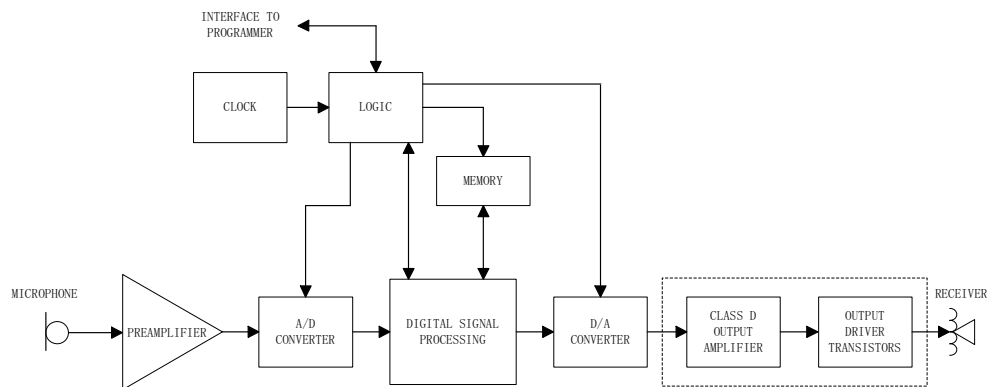 INTERFACE TO
PROGRAMMER
CLOCK
LOGIC
MEMORY
MICROPHONE
PREAMPLIFIER
A/D
CONVERTER
DIGITAL SIGNAL
PROCESSING
D/A
CONVERTER
CLASS D
OUTPUT
AMPLIFIER
OUTPUT
DRIVER
TRANSISTORS
RECEIVER